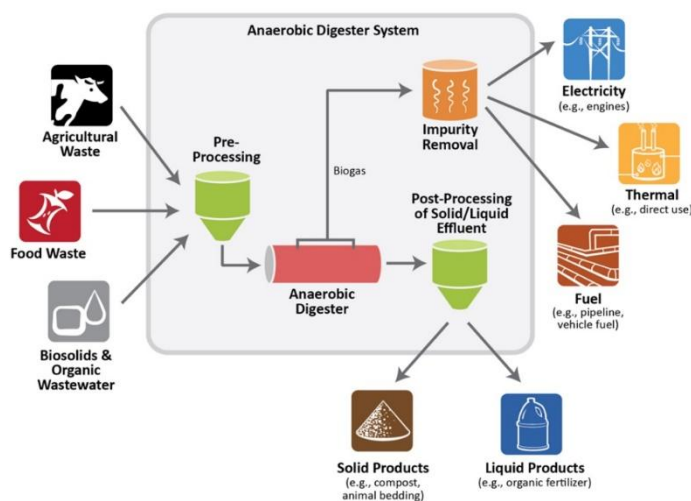 Anaerobic Digester System
Agricultural
Waste
Food Waste
Biosolids & Organic
Wastewater
Pre-
Processing
Biogas
Anaerobic
Digester
Impurity
Removal
Post-Processing
of Solid/Liquid
Effluent
Electricity
(e.g., engines)
Thermal
(e.g., direct use)
Fuel
(e.g., pipeline,
vehicle fuel)
Solid Products
(e.g., compost,
animal bedding)
Liquid Products
(e.g., organic fertilizer)